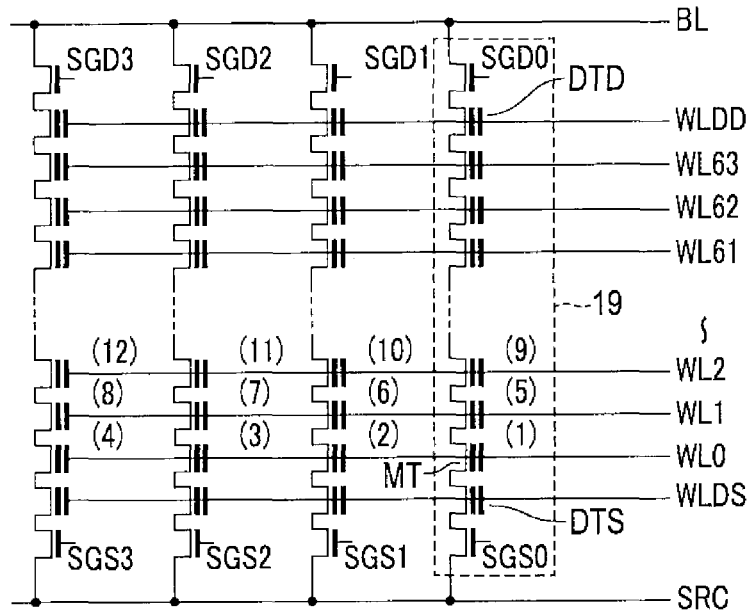 BL
SGD3 SGD2 SGD1 SGD0
DTD
WLDD
WL63
WL62
WL61
19
(12) (11) (10) (9)
WL2
(8) (7) (6) (5)
WL1
(4) (3) (2) (1)
WL0
MT
WLDS
DTS
SGS3 SGS2 SGS1 SGS0
SRC